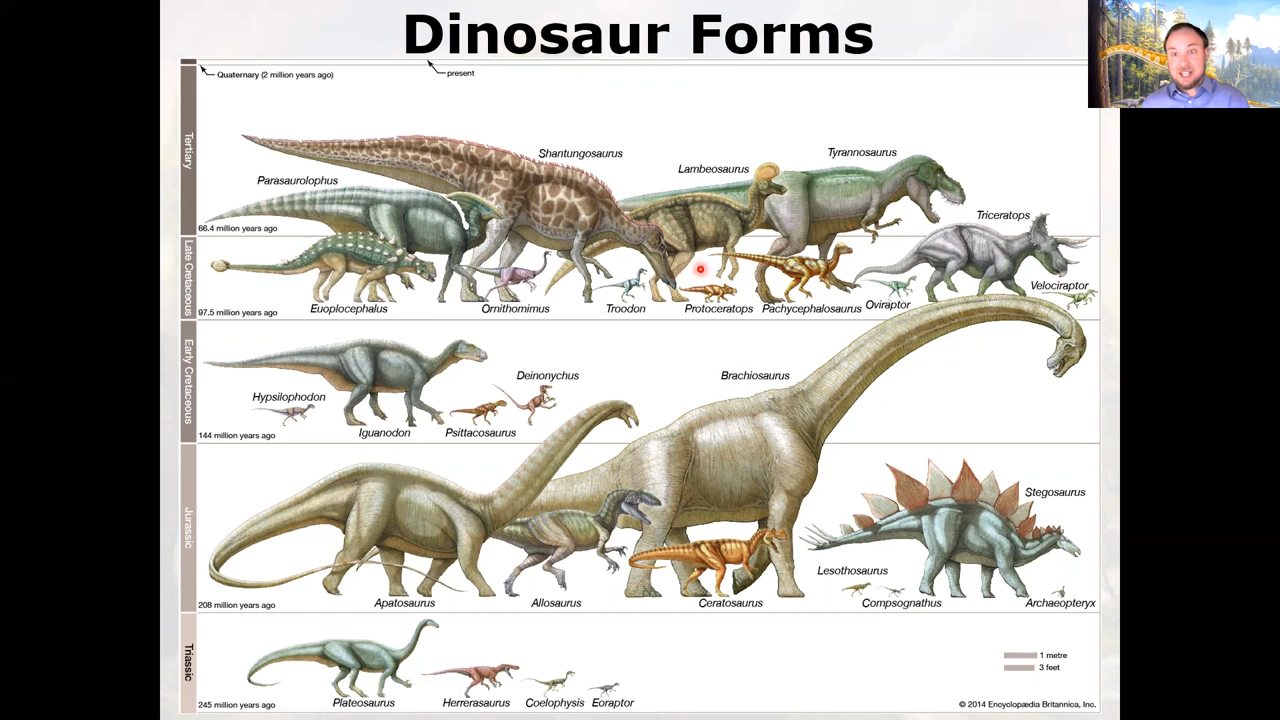 Dinosaur Forms
Quaternary (2 million years ago)
present
Tertiary
Shantungosaurus
Tyrannosaurus
Lambeosaurus
Parasaurolophus
Triceratops
66.4 million years ago
Late Cretaceous
Velociraptor
Euoplocephalus
Ornithomimus
Troodon
Protoceratops
Pachycephalosaurus
Oviraptor
97.5 million years ago
Early Cretaceous
Deinonychus
Brachiosaurus
Hypsilophodon
Iguanodon
Psittacosaurus
144 million years ago
Jurassic
Stegosaurus
Lesothosaurus
Apatosaurus
Allosaurus
Ceratosaurus
Compsognathus
Archaeopteryx
208 million years ago
Triassic
1 metre
3 feet
Plateosaurus
Herrerasaurus
Coelophysis
Eoraptor
245 million years ago
© 2014 Encyclopædia Britannica, Inc.